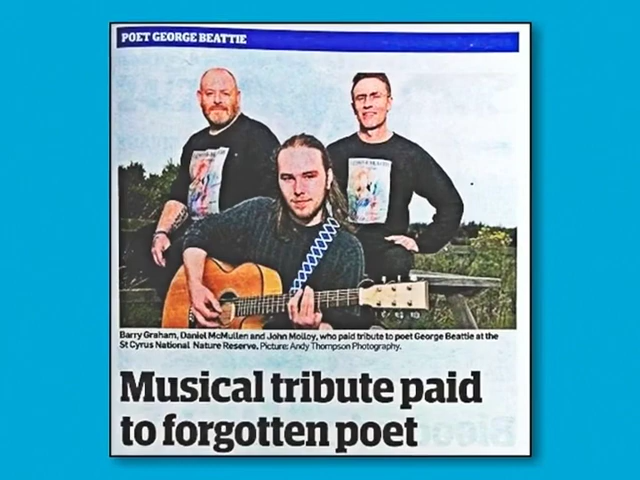 POET GEORGE BEATTIE
Barry Graham, Daniel McMullen and John Molloy, who paid tribute to poet George Beattie at the
St Cyrus National Nature Reserve. Picture: Andy Thompson Photography.
Musical tribute paid
to forgotten poet